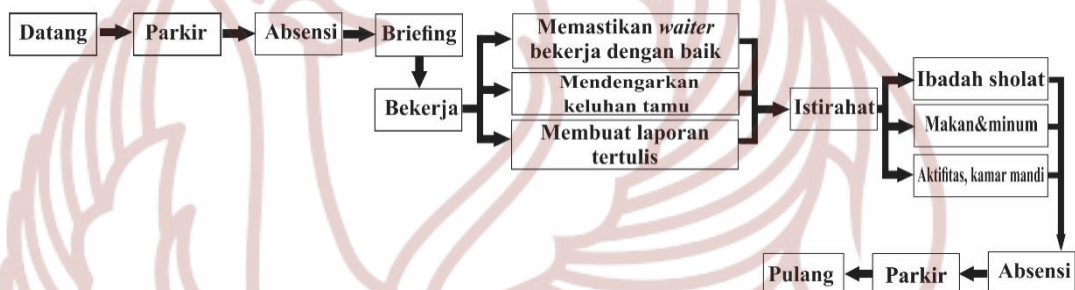 Datang
Parkir
Absensi
Briefing
Bekerja
Memastikan waiter
bekerja dengan baik
Mendengarkan
keluhan tamu
Membuat laporan
tertulis
Istirahat
Ibadah sholat
Makan&minum
Aktifitas, kamar mandi
Absensi
Parkir
Pulang